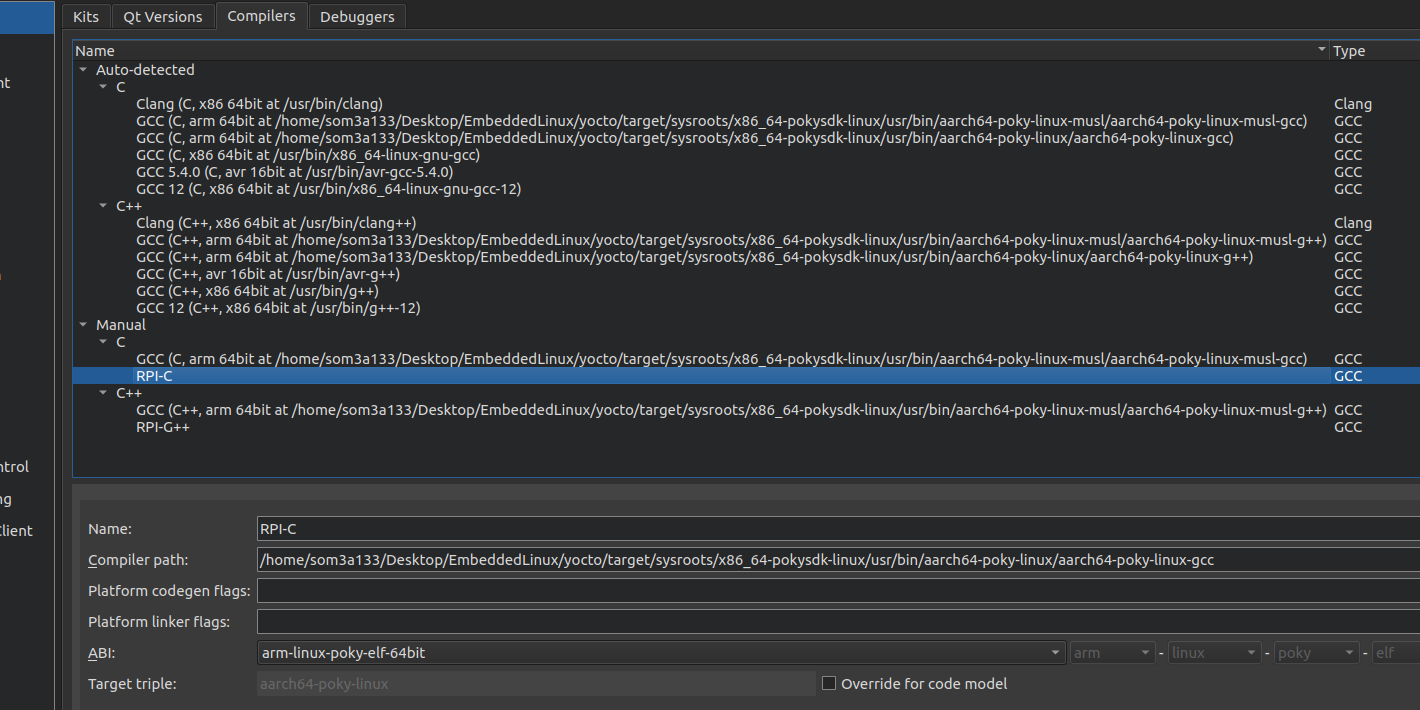 Kits Qt Versions Compilers Debuggers
Name Type
Auto-detected
nt
C
Clang (C, x86 64bit at /usr/bin/clang) Clang
GCC (C, arm 64bit at /home/som3a133/Desktop/EmbeddedLinux/yocto/target/sysroots/x86_64-pokysdk-linux/usr/bin/aarch64-poky-linux-musl/aarch64-poky-linux-musl-gcc) GCC
GCC (C, arm 64bit at /home/som3a133/Desktop/EmbeddedLinux/yocto/target/sysroots/x86_64-pokysdk-linux/usr/bin/aarch64-poky-linux/aarch64-poky-linux-gcc) GCC
GCC (C, x86 64bit at /usr/bin/x86_64-linux-gnu-gcc) GCC
GCC 5.4.0 (C, avr 16bit at /usr/bin/avr-gcc-5.4.0) GCC
GCC 12 (C, x86 64bit at /usr/bin/x86_64-linux-gnu-gcc-12) GCC
C++
Clang (C++, x86 64bit at /usr/bin/clang++) Clang
GCC (C++, arm 64bit at /home/som3a133/Desktop/EmbeddedLinux/yocto/target/sysroots/x86_64-pokysdk-linux/usr/bin/aarch64-poky-linux-musl/aarch64-poky-linux-musl-g++) GCC
GCC (C++, arm 64bit at /home/som3a133/Desktop/EmbeddedLinux/yocto/target/sysroots/x86_64-pokysdk-linux/usr/bin/aarch64-poky-linux/aarch64-poky-linux-g++) GCC
GCC (C++, avr 16bit at /usr/bin/avr-g++) GCC
GCC (C++, x86 64bit at /usr/bin/g++) GCC
GCC 12 (C++, x86 64bit at /usr/bin/g++-12) GCC
Manual
C
GCC (C, arm 64bit at /home/som3a133/Desktop/EmbeddedLinux/yocto/target/sysroots/x86_64-pokysdk-linux/usr/bin/aarch64-poky-linux-musl/aarch64-poky-linux-musl-gcc) GCC
RPI-C GCC
C++
GCC (C++, arm 64bit at /home/som3a133/Desktop/EmbeddedLinux/yocto/target/sysroots/x86_64-pokysdk-linux/usr/bin/aarch64-poky-linux-musl/aarch64-poky-linux-musl-g++) GCC
RPI-G++ GCC
ntrol
ng
Client
Name: RPI-C
Compiler path: /home/som3a133/Desktop/EmbeddedLinux/yocto/target/sysroots/x86_64-pokysdk-linux/usr/bin/aarch64-poky-linux/aarch64-poky-linux-gcc
Platform codegen flags:
Platform linker flags:
ABI: arm-linux-poky-elf-64bit arm - linux - poky - elf
Target triple: aarch64-poky-linux Override for code model